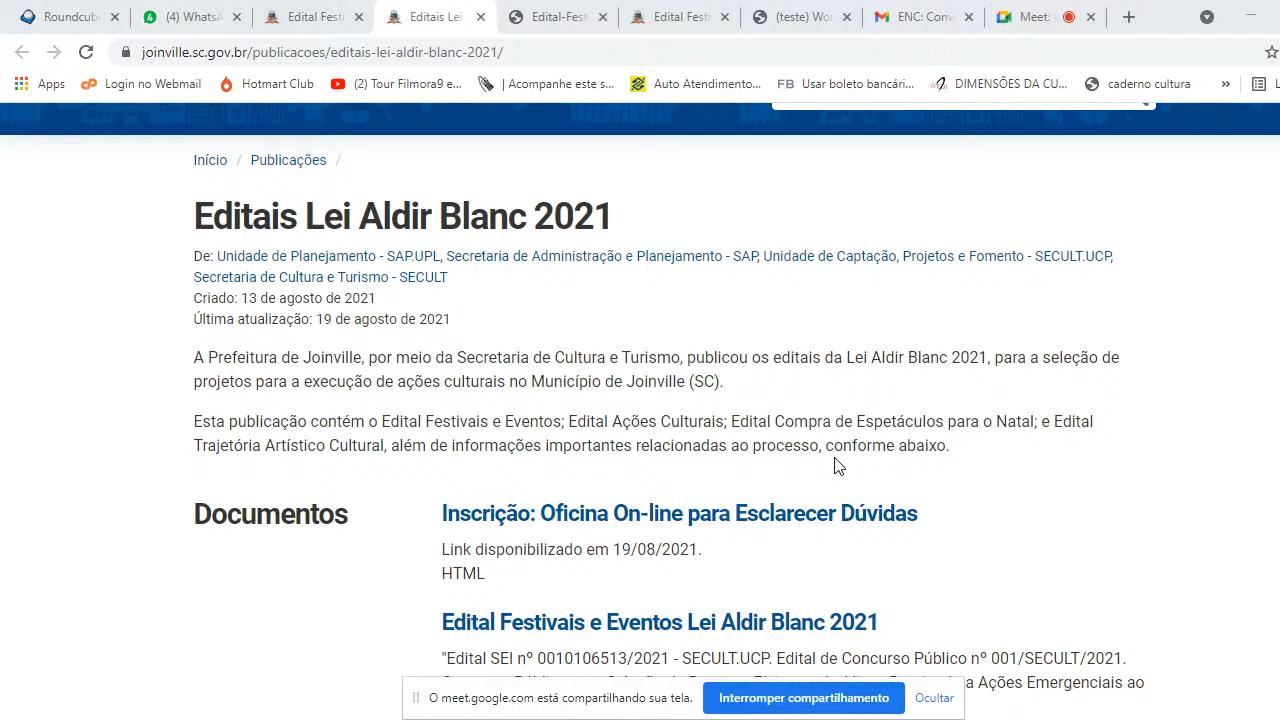 Roundcube
(4) WhatsA
Edital Festi
Editais Lei
Edital-Fest
Edital Festi
(teste) Wo
ENC: Conv
Meet:
joinville.sc.gov.br/publicacoes/editais-lei-aldir-blanc-2021/
Apps
Login no Webmail
Hotmart Club
(2) Tour Filmora9 e...
| Acompanhe este s...
Auto Atendimento...
FB Usar boleto bancári...
DIMENSÕES DA CU...
caderno cultura
»
Início / Publicações /
Editais Lei Aldir Blanc 2021
De: Unidade de Planejamento - SAP.UPL, Secretaria de Administração e Planejamento - SAP, Unidade de Captação, Projetos e Fomento - SECULT.UCP,
Secretaria de Cultura e Turismo - SECULT
Criado: 13 de agosto de 2021
Última atualização: 19 de agosto de 2021
A Prefeitura de Joinville, por meio da Secretaria de Cultura e Turismo, publicou os editais da Lei Aldir Blanc 2021, para a seleção de
projetos para a execução de ações culturais no Município de Joinville (SC).
Esta publicação contém o Edital Festivais e Eventos; Edital Ações Culturais; Edital Compra de Espetáculos para o Natal; e Edital
Trajetória Artístico Cultural, além de informações importantes relacionadas ao processo, conforme abaixo.
Documentos
Inscrição: Oficina On-line para Esclarecer Dúvidas
Link disponibilizado em 19/08/2021.
HTML
Edital Festivais e Eventos Lei Aldir Blanc 2021
"Edital SEI nº 0010106513/2021 - SECULT.UCP. Edital de Concurso Público nº 001/SECULT/2021.
a Ações Emergenciais ao
O meet.google.com está compartilhando sua tela.
Interromper compartilhamento
Ocultar